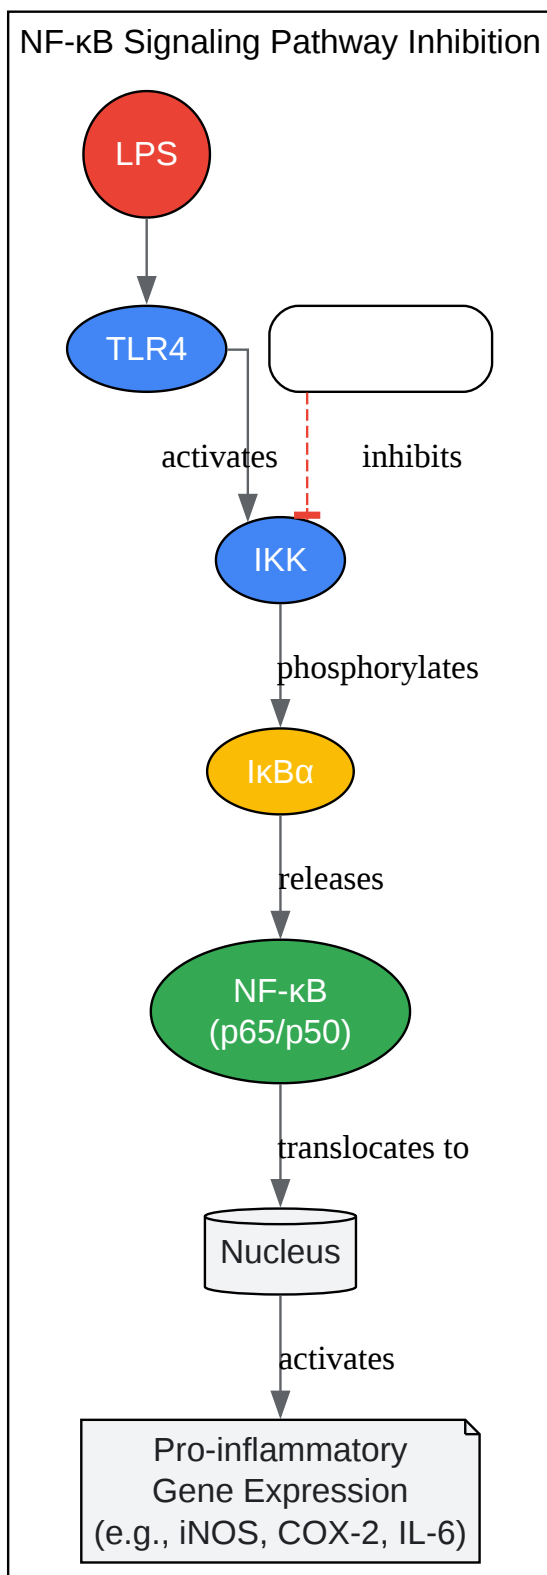 NF-κB Signaling Pathway Inhibition
LPS
TLR4
activates
inhibits
IKK
phosphorylates
IκBα
releases
NF-κB
(p65/p50)
translocates to
Nucleus
activates
Pro-inflammatory
Gene Expression
(e.g., iNOS, COX-2, IL-6)